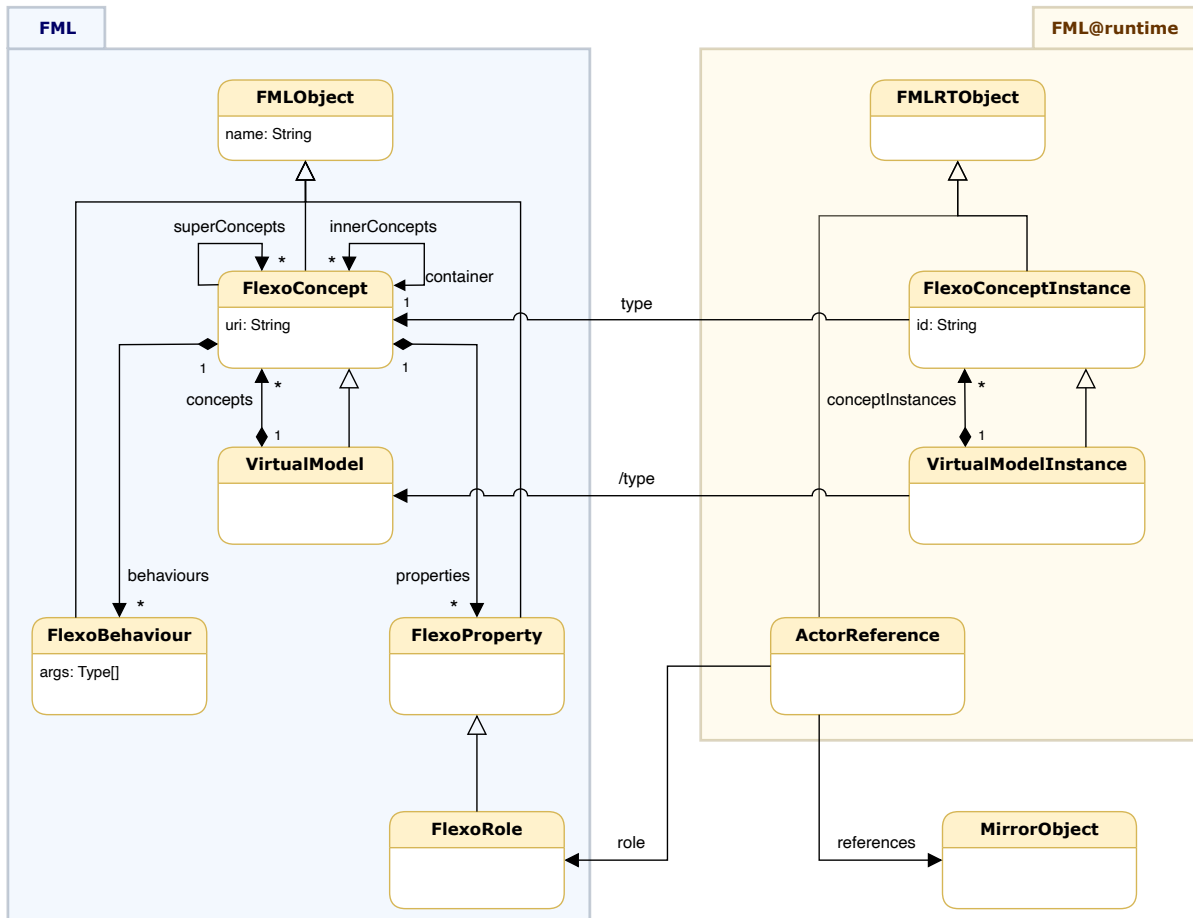 FML
FML@runtime
FMLObject
name: String
FMLRTObject
superConcepts
innerConcepts
*
*
container
FlexoConcept
1
uri: String
type
FlexoConceptInstance
id: String
1
1
concepts
*
1
conceptInstances
*
1
VirtualModel
/type
VirtualModelInstance
behaviours
*
properties
*
FlexoBehaviour
args: Type[]
FlexoProperty
ActorReference
FlexoRole
role
references
MirrorObject